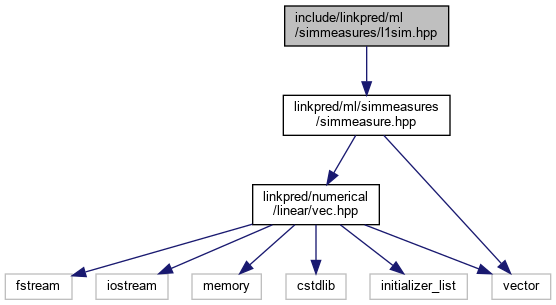 include/linkpred/ml
/simmeasures/l1sim.hpp
linkpred/ml/simmeasures
/simmeasure.hpp
linkpred/numerical
/linear/vec.hpp
fstream
iostream
memory
cstdlib
initializer_list
vector